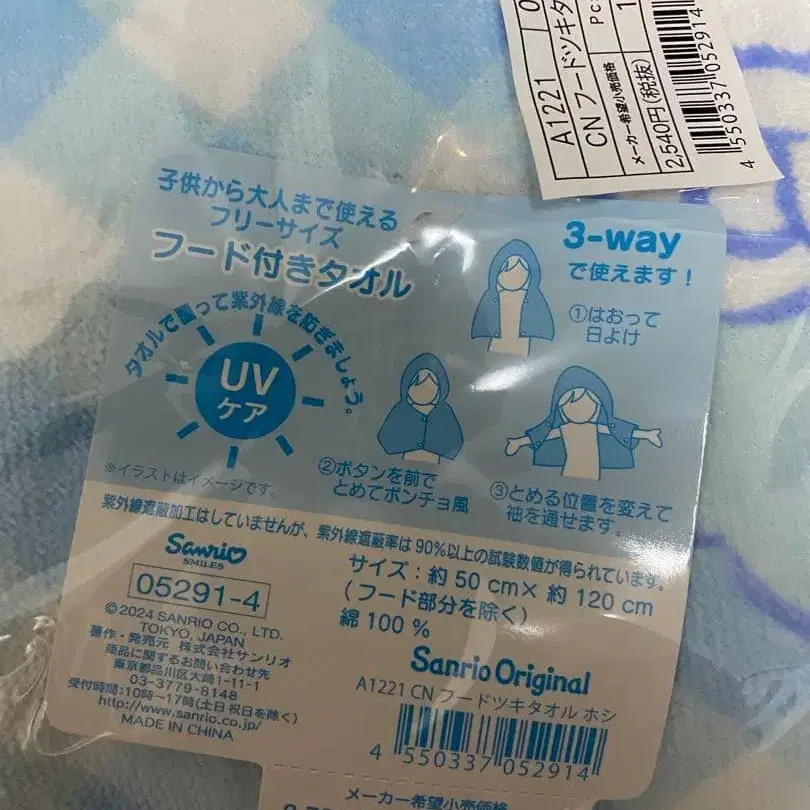 A1221 / 0
CN フードツキタ
メーカー希望小売価格
2,540円(税抜)
4 550337 052914
子供から大人まで使える
フリーサイズ
フード付きタオル
タオルで覆って紫外線を防ぎましょう。
UV
ケア
※イラストはイメージです。
3-way
で使えます!
①はおって
日よけ
②ボタンを前で
とめてポンチョ風
③とめる位置を変えて
袖を通せます。
紫外線遮蔽加工はしていませんが、紫外線遮蔽率は90%以上の試験数値が得られています。
Sanrio
SMILES
05291-4
©2024 SANRIO CO., LTD.
TOKYO, JAPAN
著作・発売元 株式会社サンリオ
商品に関するお問い合わせ先
東京都品川区大崎1-11-1
03-3779-8148
受付時間:10時~17時(土日祝日を除く)
http://www.sanrio.co.jp/
MADE IN CHINA
サイズ:約50cm×約120cm
(フード部分を除く)
綿100%
Sanrio Original
A1221 CN フードツキタオル ホシ
4 550337 052914
メーカー希望小売価格